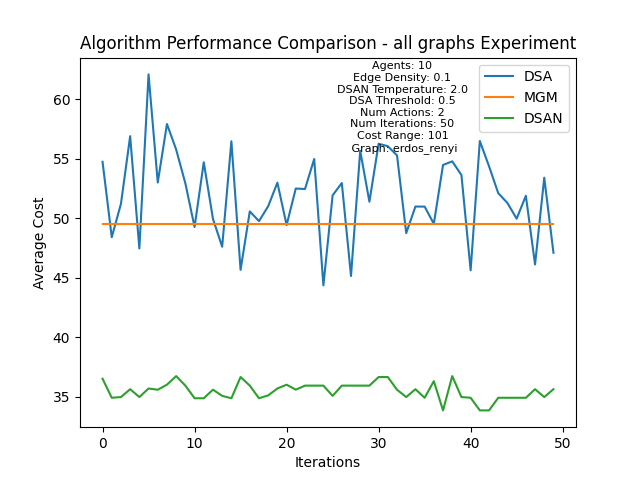 Algorithm Performance Comparison - all graphs Experiment
Agents: 10
Edge Density: 0.1
DSAN Temperature: 2.0
DSA Threshold: 0.5
Num Actions: 2
Num Iterations: 50
Cost Range: 101
Graph: erdos_renyi
DSA
MGM
DSAN
Average Cost
60
55
50
45
40
35
0 10 20 30 40 50
Iterations